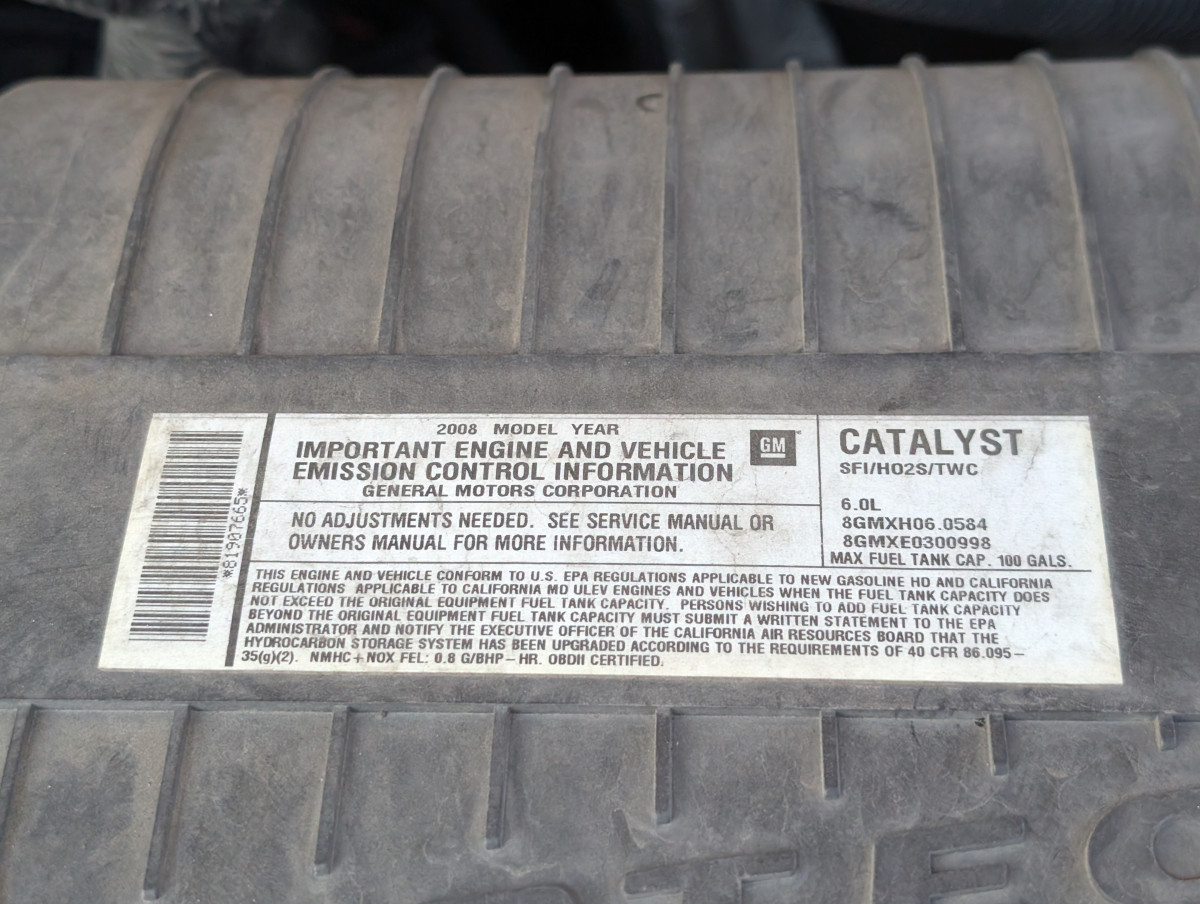 *81907665*
2008 MODEL YEAR
IMPORTANT ENGINE AND VEHICLE
EMISSION CONTROL INFORMATION
GENERAL MOTORS CORPORATION
GM
NO ADJUSTMENTS NEEDED. SEE SERVICE MANUAL OR
OWNERS MANUAL FOR MORE INFORMATION.
CATALYST
SFI/HO2S/TWC
6.0L
8GMXH06.0584
8GMXE0300998
MAX FUEL TANK CAP. 100 GALS.
THIS ENGINE AND VEHICLE CONFORM TO U.S. EPA REGULATIONS APPLICABLE TO NEW GASOLINE HD AND CALIFORNIA
REGULATIONS APPLICABLE TO CALIFORNIA MD ULEV ENGINES AND VEHICLES WHEN THE FUEL TANK CAPACITY DOES
NOT EXCEED THE ORIGINAL EQUIPMENT FUEL TANK CAPACITY. PERSONS WISHING TO ADD FUEL TANK CAPACITY
BEYOND THE ORIGINAL EQUIPMENT FUEL TANK CAPACITY MUST SUBMIT A WRITTEN STATEMENT TO THE EPA
ADMINISTRATOR AND NOTIFY THE EXECUTIVE OFFICER OF THE CALIFORNIA AIR RESOURCES BOARD THAT THE
HYDROCARBON STORAGE SYSTEM HAS BEEN UPGRADED ACCORDING TO THE REQUIREMENTS OF 40 CFR 86.095-
35(g)(2). NMHC+NOX FEL: 0.8 G/BHP-HR. OBDII CERTIFIED.